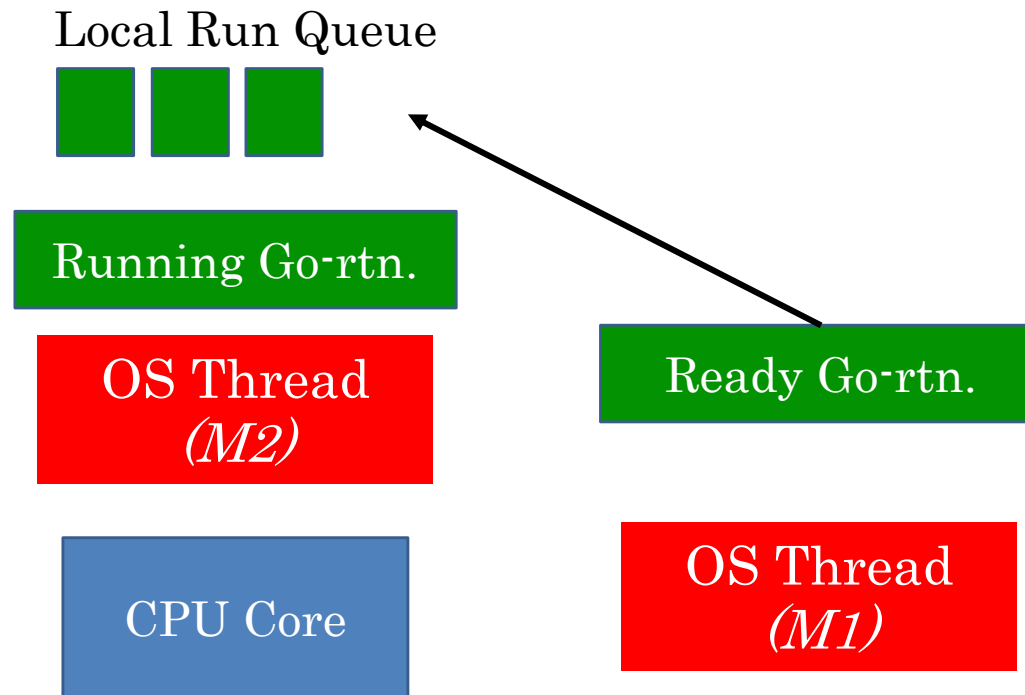 Local Run Queue
Running Go-rtn.
OS Thread
(M2)
CPU Core
Ready Go-rtn.
OS Thread
(M1)